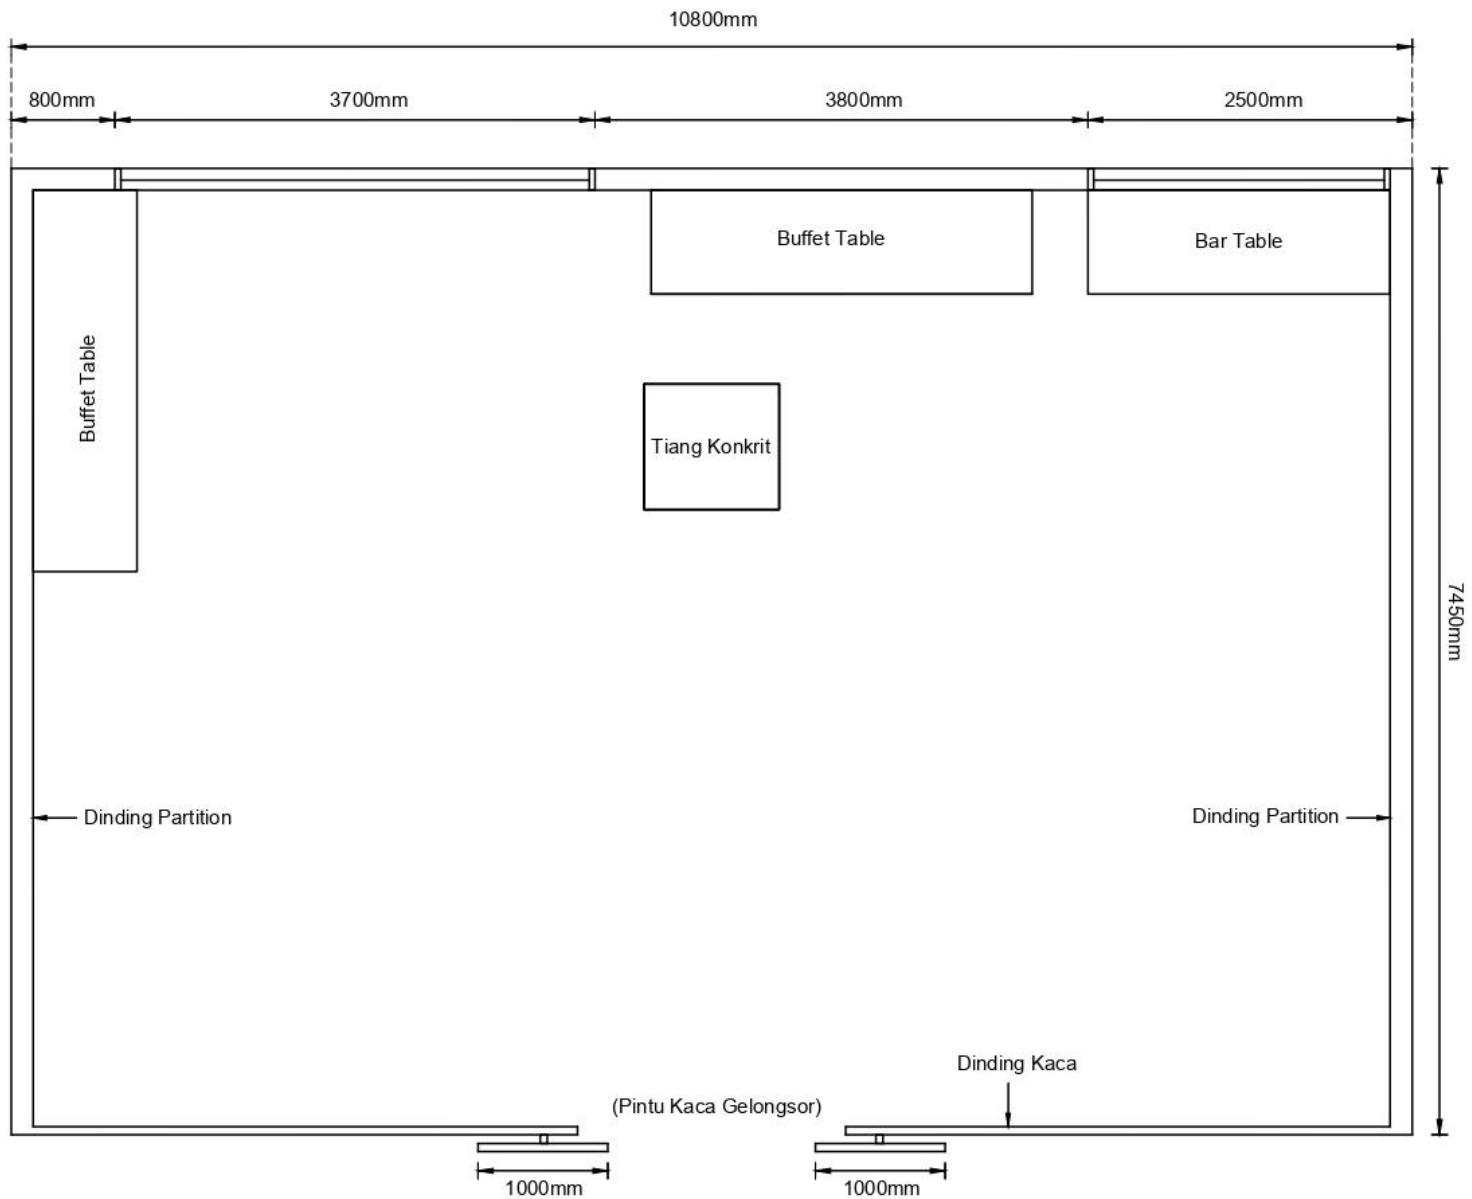 10800mm
800mm
3700mm
3800mm
2500mm
Buffet Table
Bar Table
Buffet Table
Tiang Konkrit
7450mm
Dinding Partition
Dinding Partition
Dinding Kaca
(Pintu Kaca Gelongsor)
1000mm
1000mm